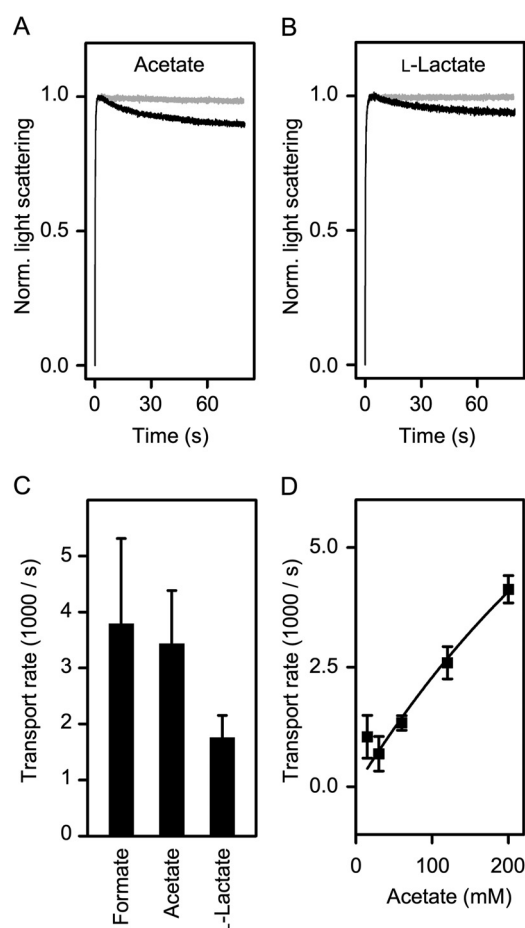 A
Acetate
Norm. light scattering
1.0
0.5
0.0
0
30
60
Time (s)
B
L-Lactate
Norm. light scattering
1.0
0.5
0.0
0
30
60
Time (s)
C
Transport rate (1000 / s)
5
4
3
2
1
0
Formate
Acetate
L-Lactate
D
Transport rate (1000 / s)
5.0
2.5
0.0
0
100
200
Acetate (mM)